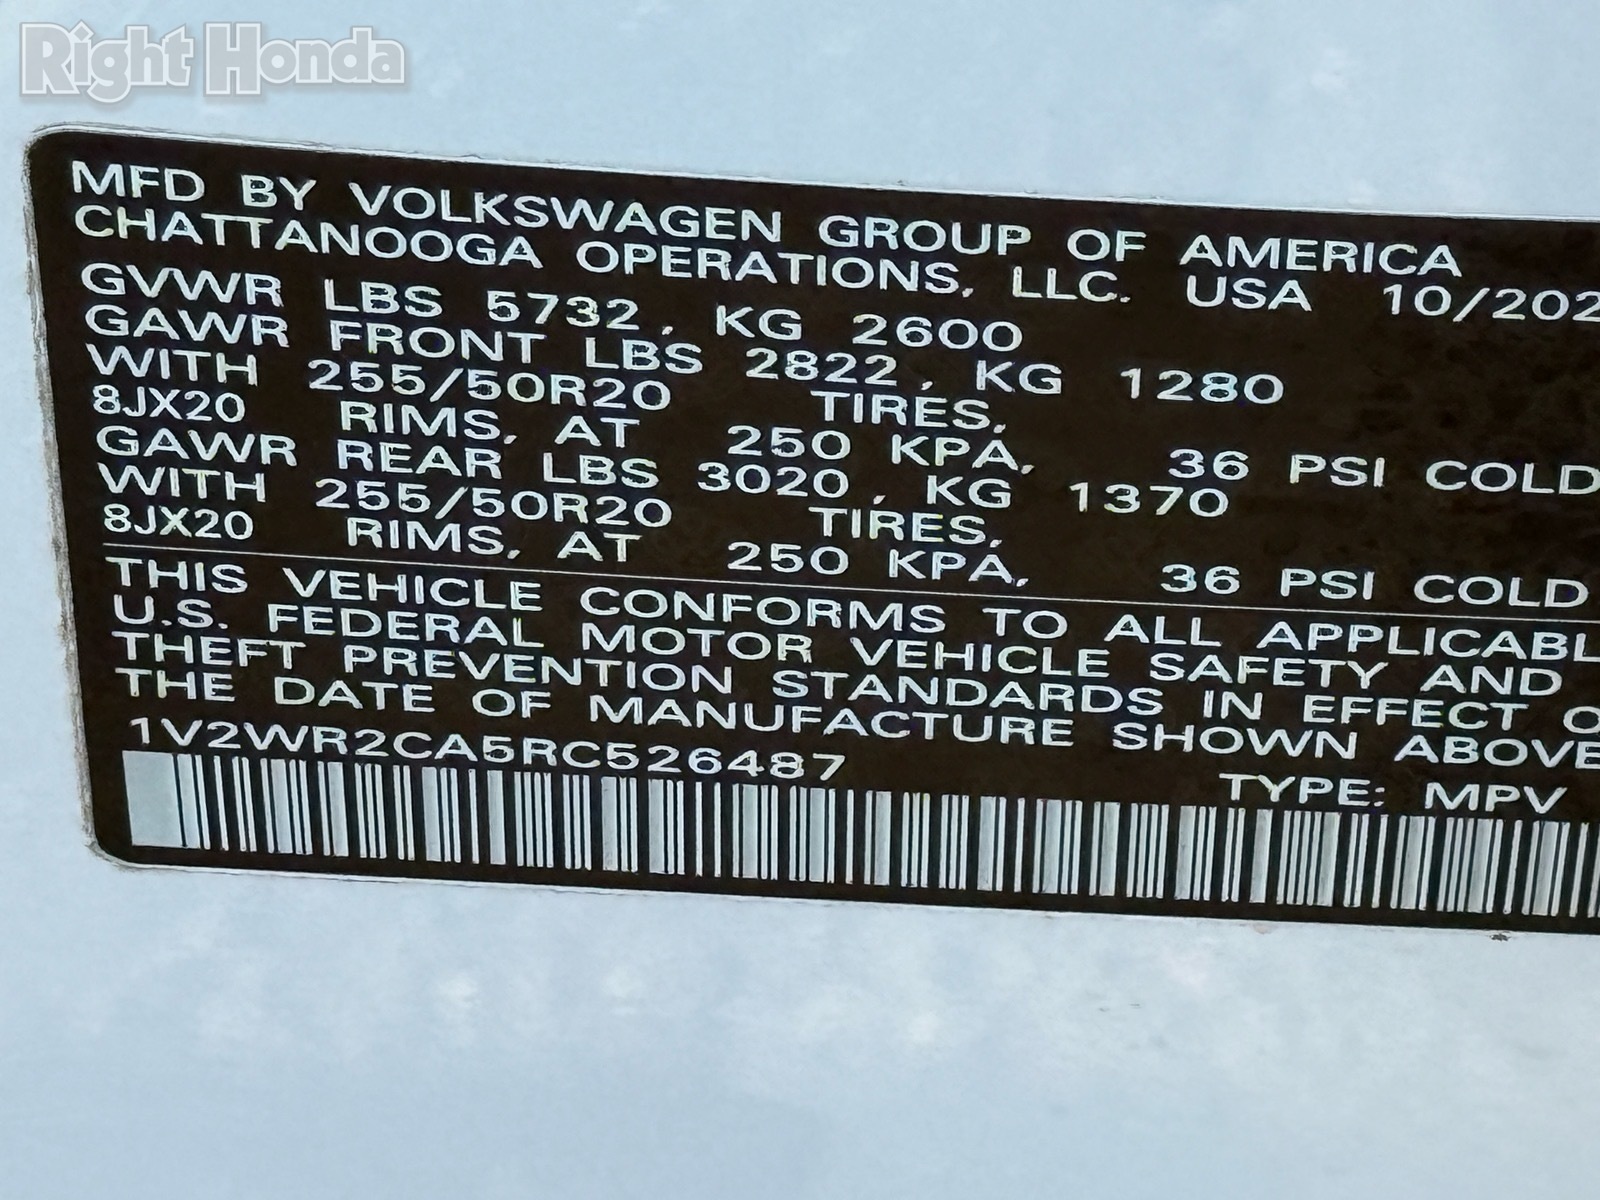 Right Honda
MFD BY VOLKSWAGEN GROUP OF AMERICA
CHATTANOOGA OPERATIONS, LLC. USA 10/202
GVWR LBS 5732, KG 2600
GAWR FRONT LBS 2822, KG 1280
WITH 255/50R20 TIRES,
8JX20 RIMS, AT 250 KPA, 36 PSI COLD
GAWR REAR LBS 3020, KG 1370
WITH 255/50R20 TIRES,
8JX20 RIMS, AT 250 KPA, 36 PSI COLD
THIS VEHICLE CONFORMS TO ALL APPLICABL
U.S. FEDERAL MOTOR VEHICLE SAFETY AND
THEFT PREVENTION STANDARDS IN EFFECT O
THE DATE OF MANUFACTURE SHOWN ABOVE
1V2WR2CA5RC526487
TYPE: MPV